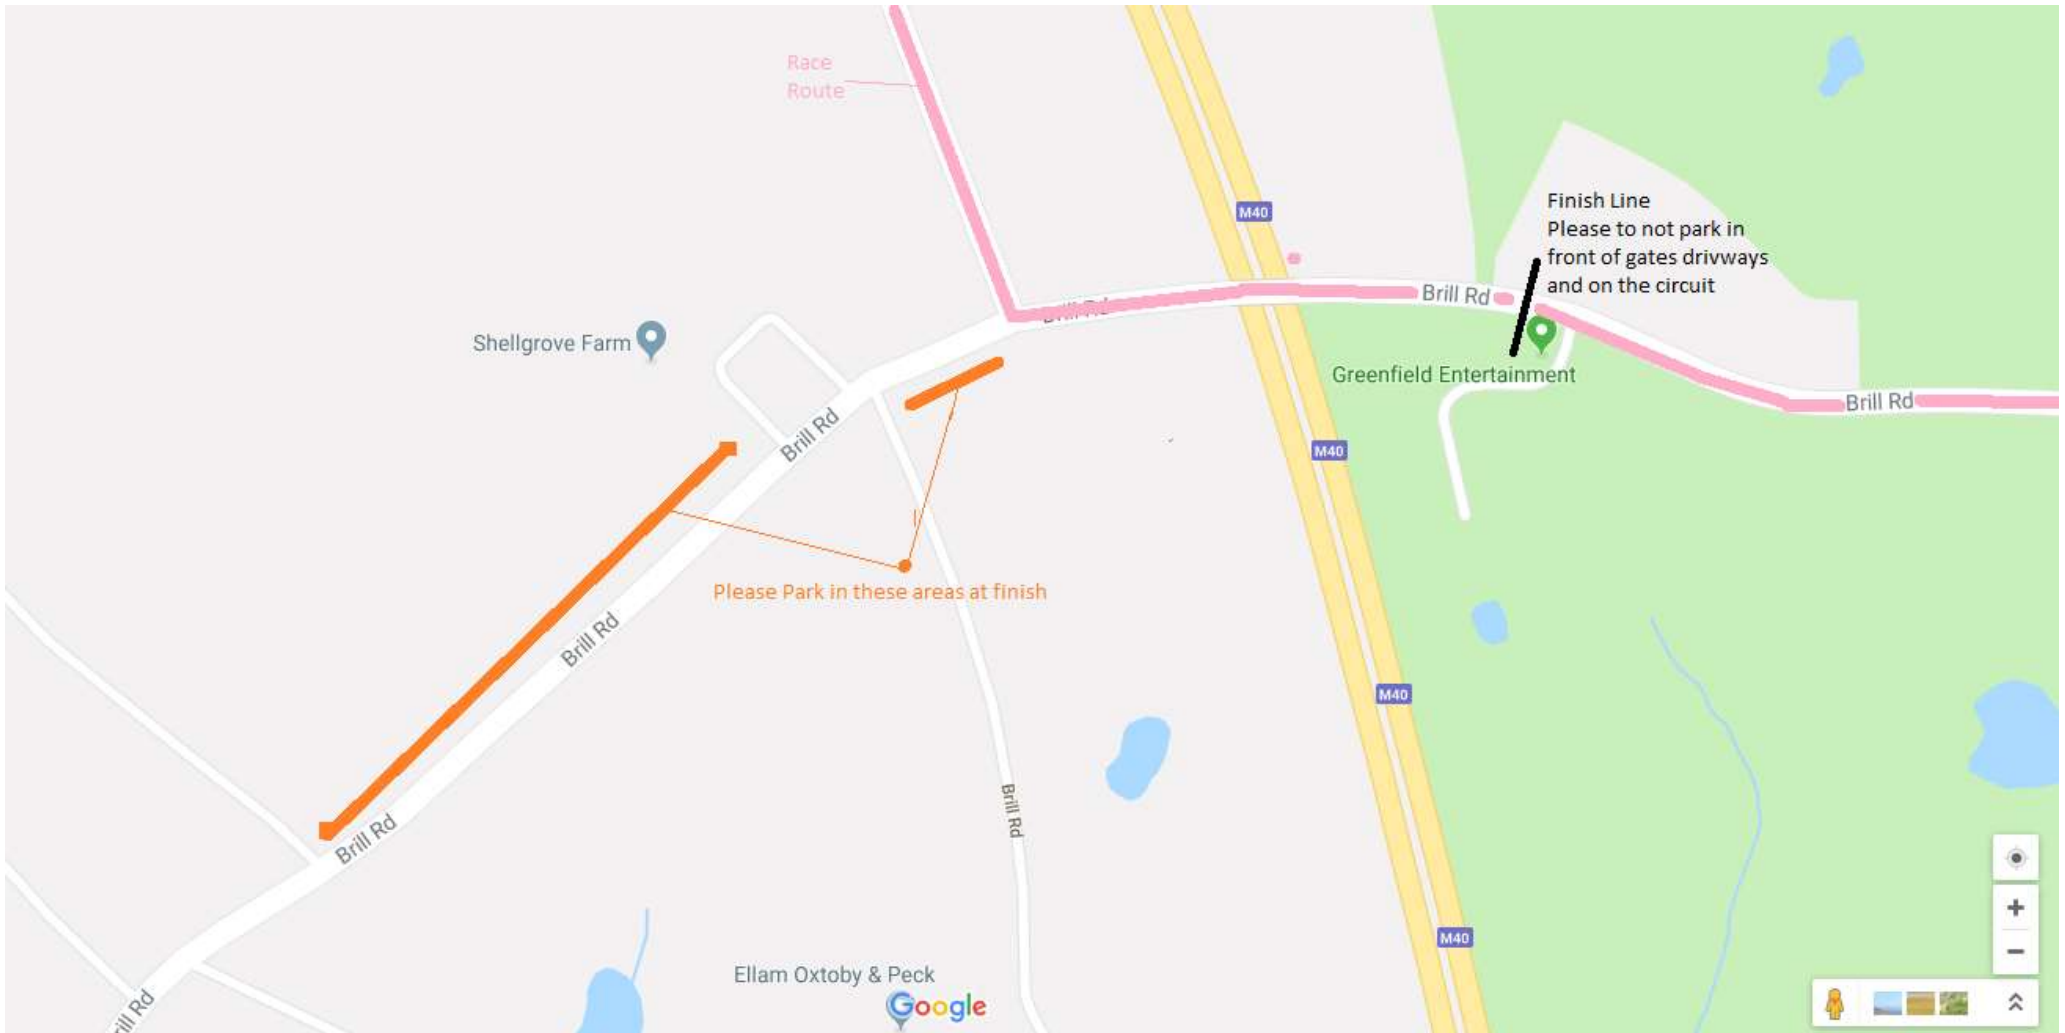 Race
Route
M40
Finish Line
Please to not park in
front of gates drivways
and on the circuit
Brill Rd
Brill Rd
Shellgrove Farm
Greenfield Entertainment
Brill Rd
Brill Rd
M40
Please Park in these areas at finish
Brill Rd
M40
Brill Rd
Brill Rd
M40
Ellam Oxtoby & Peck
Google
rill Rd